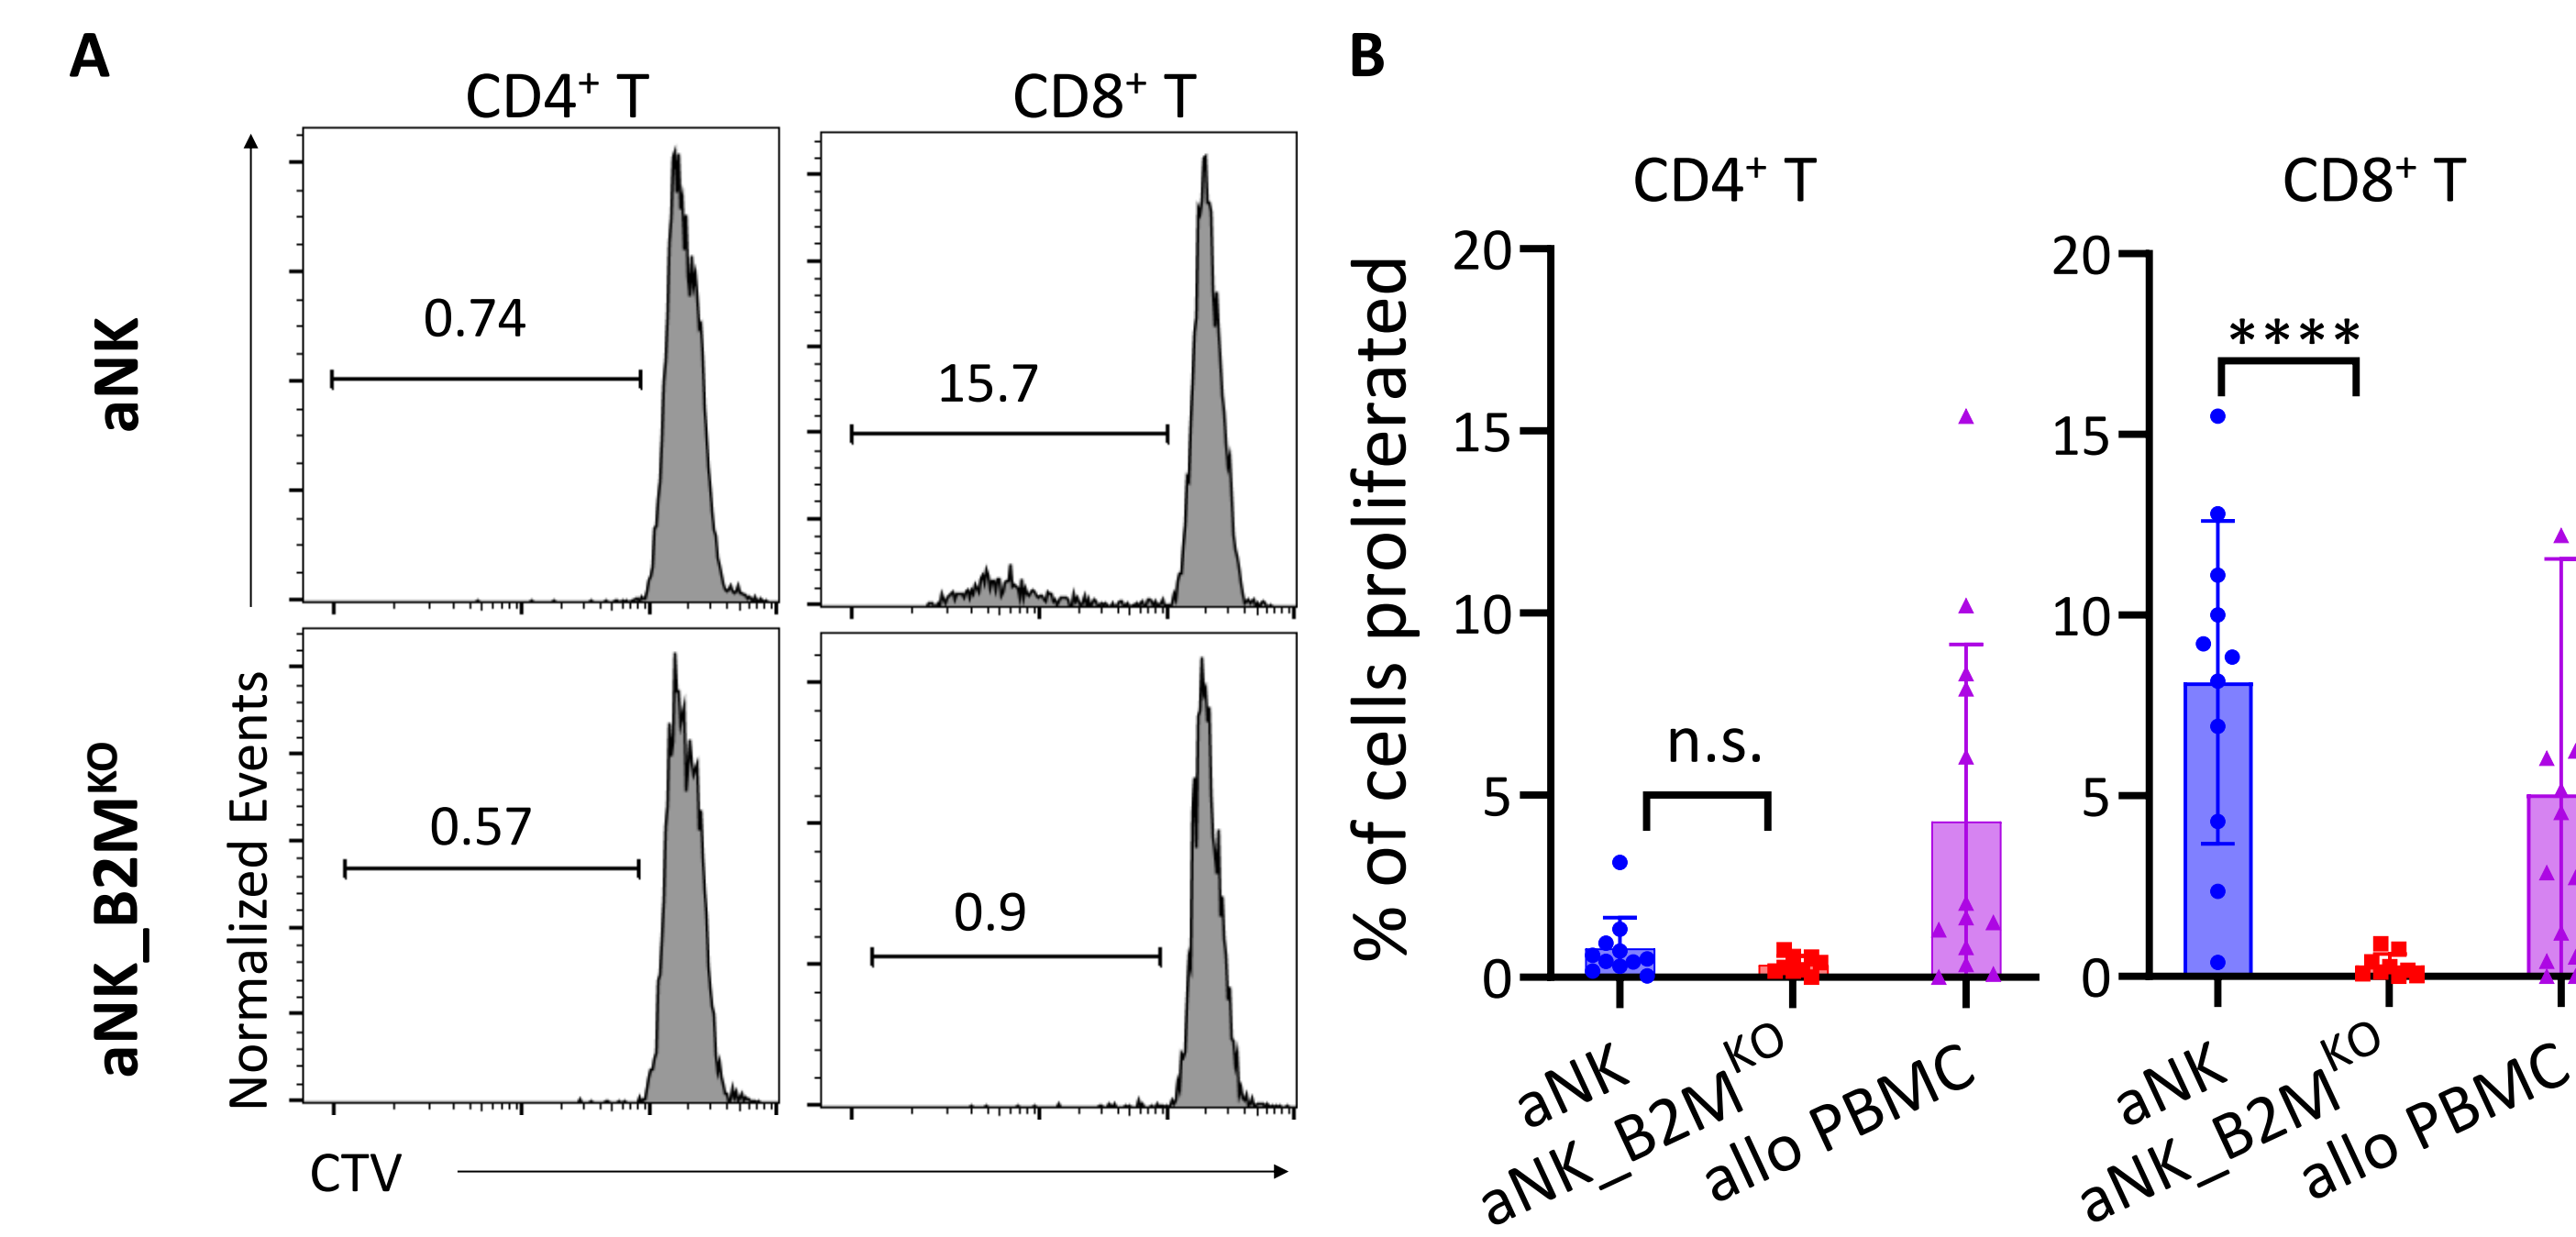 A
CD4⁺ T
CD8⁺ T
aNK
0.74
15.7
aNK_B2Mᴷᴼ
Normalized Events
0.57
0.9
CTV
B
% of cells proliferated
CD4⁺ T
20
15
10
5
0
n.s.
aNK
aNK_B2Mᴷᴼ
allo PBMC
CD8⁺ T
20
15
10
5
0
****
aNK
aNK_B2Mᴷᴼ
allo PBMC